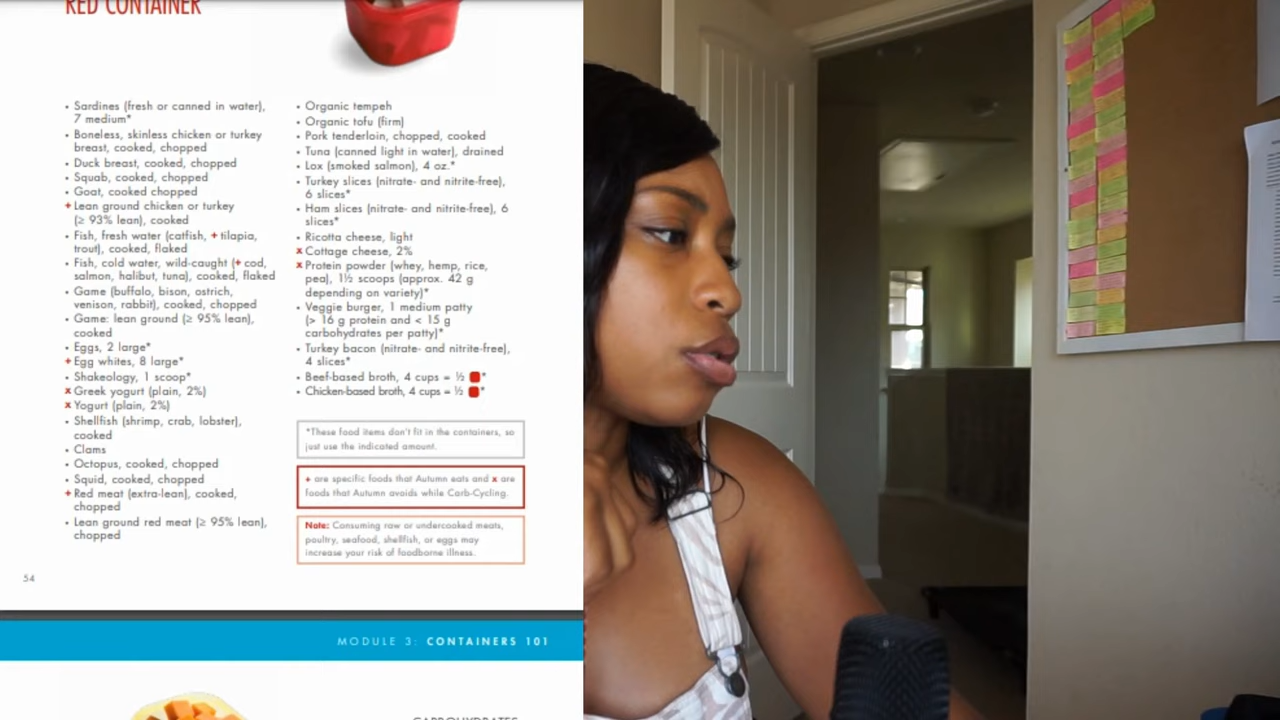 RED CONTAINER
• Sardines (fresh or canned in water),
7 medium*
• Boneless, skinless chicken or turkey
breast, cooked, chopped
• Duck breast, cooked, chopped
• Squab, cooked, chopped
• Goat, cooked chopped
+ Lean ground chicken or turkey
(≥ 93% lean), cooked
• Fish, fresh water (catfish, + tilapia,
trout), cooked, flaked
• Fish, cold water, wild-caught (+ cod,
salmon, halibut, tuna), cooked, flaked
• Game (buffalo, bison, ostrich,
venison, rabbit), cooked, chopped
• Game: lean ground (≥ 95% lean),
cooked
• Eggs, 2 large*
+ Egg whites, 8 large*
• Shakeology, 1 scoop*
x Greek yogurt (plain, 2%)
x Yogurt (plain, 2%)
• Shellfish (shrimp, crab, lobster),
cooked
• Clams
• Octopus, cooked, chopped
• Squid, cooked, chopped
+ Red meat (extra-lean), cooked,
chopped
• Lean ground red meat (≥ 95% lean),
chopped
• Organic tempeh
• Organic tofu (firm)
• Pork tenderloin, chopped, cooked
• Tuna (canned light in water), drained
• Lox (smoked salmon), 4 oz.*
• Turkey slices (nitrate- and nitrite-free),
6 slices*
• Ham slices (nitrate- and nitrite-free), 6
slices*
• Ricotta cheese, light
x Cottage cheese, 2%
x Protein powder (whey, hemp, rice,
pea), 1½ scoops (approx. 42 g
depending on variety)*
• Veggie burger, 1 medium patty
(> 16 g protein and < 15 g
carbohydrates per patty)*
• Turkey bacon (nitrate- and nitrite-free),
4 slices*
• Beef-based broth, 4 cups = ½ *
• Chicken-based broth, 4 cups = ½ *
*These food items don't fit in the containers, so
just use the indicated amount.
+ are specific foods that Autumn eats and x are
foods that Autumn avoids while Carb-Cycling.
Note: Consuming raw or undercooked meats,
poultry, seafood, shellfish, or eggs may
increase your risk of foodborne illness.
54
MODULE 3: CONTAINERS 101
CARBOHYDRATES